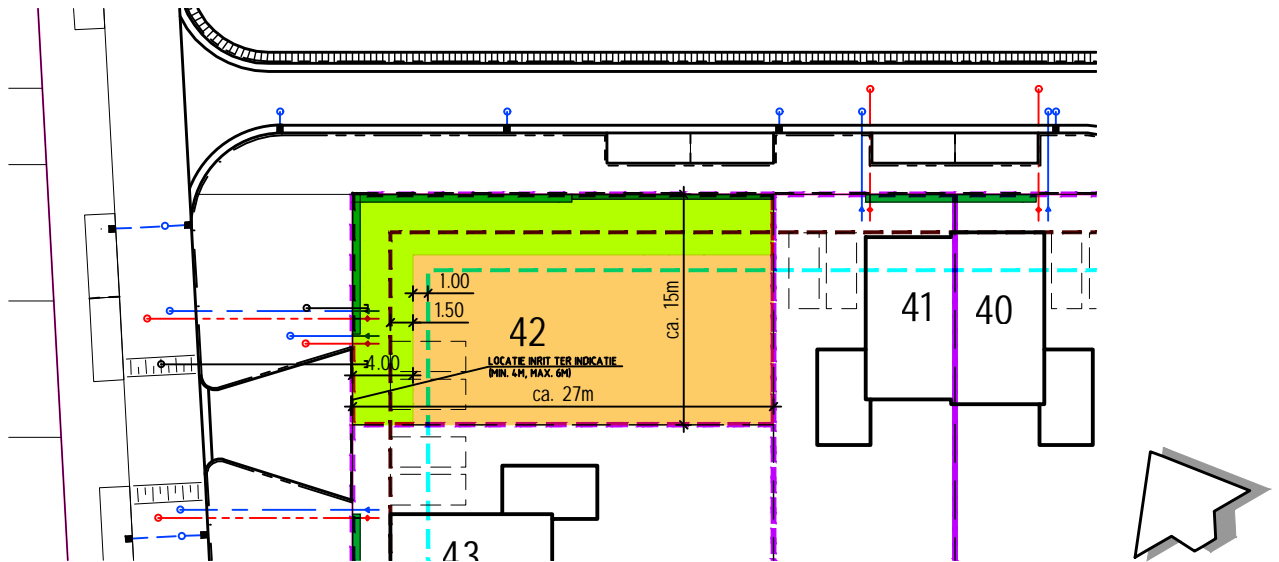 1.00
1.50
42
4.00
LOCATIE INRIT TER INDICATIE
(MIN. 4M, MAX. 6M)
ca. 27m
ca. 15m
41
40
43